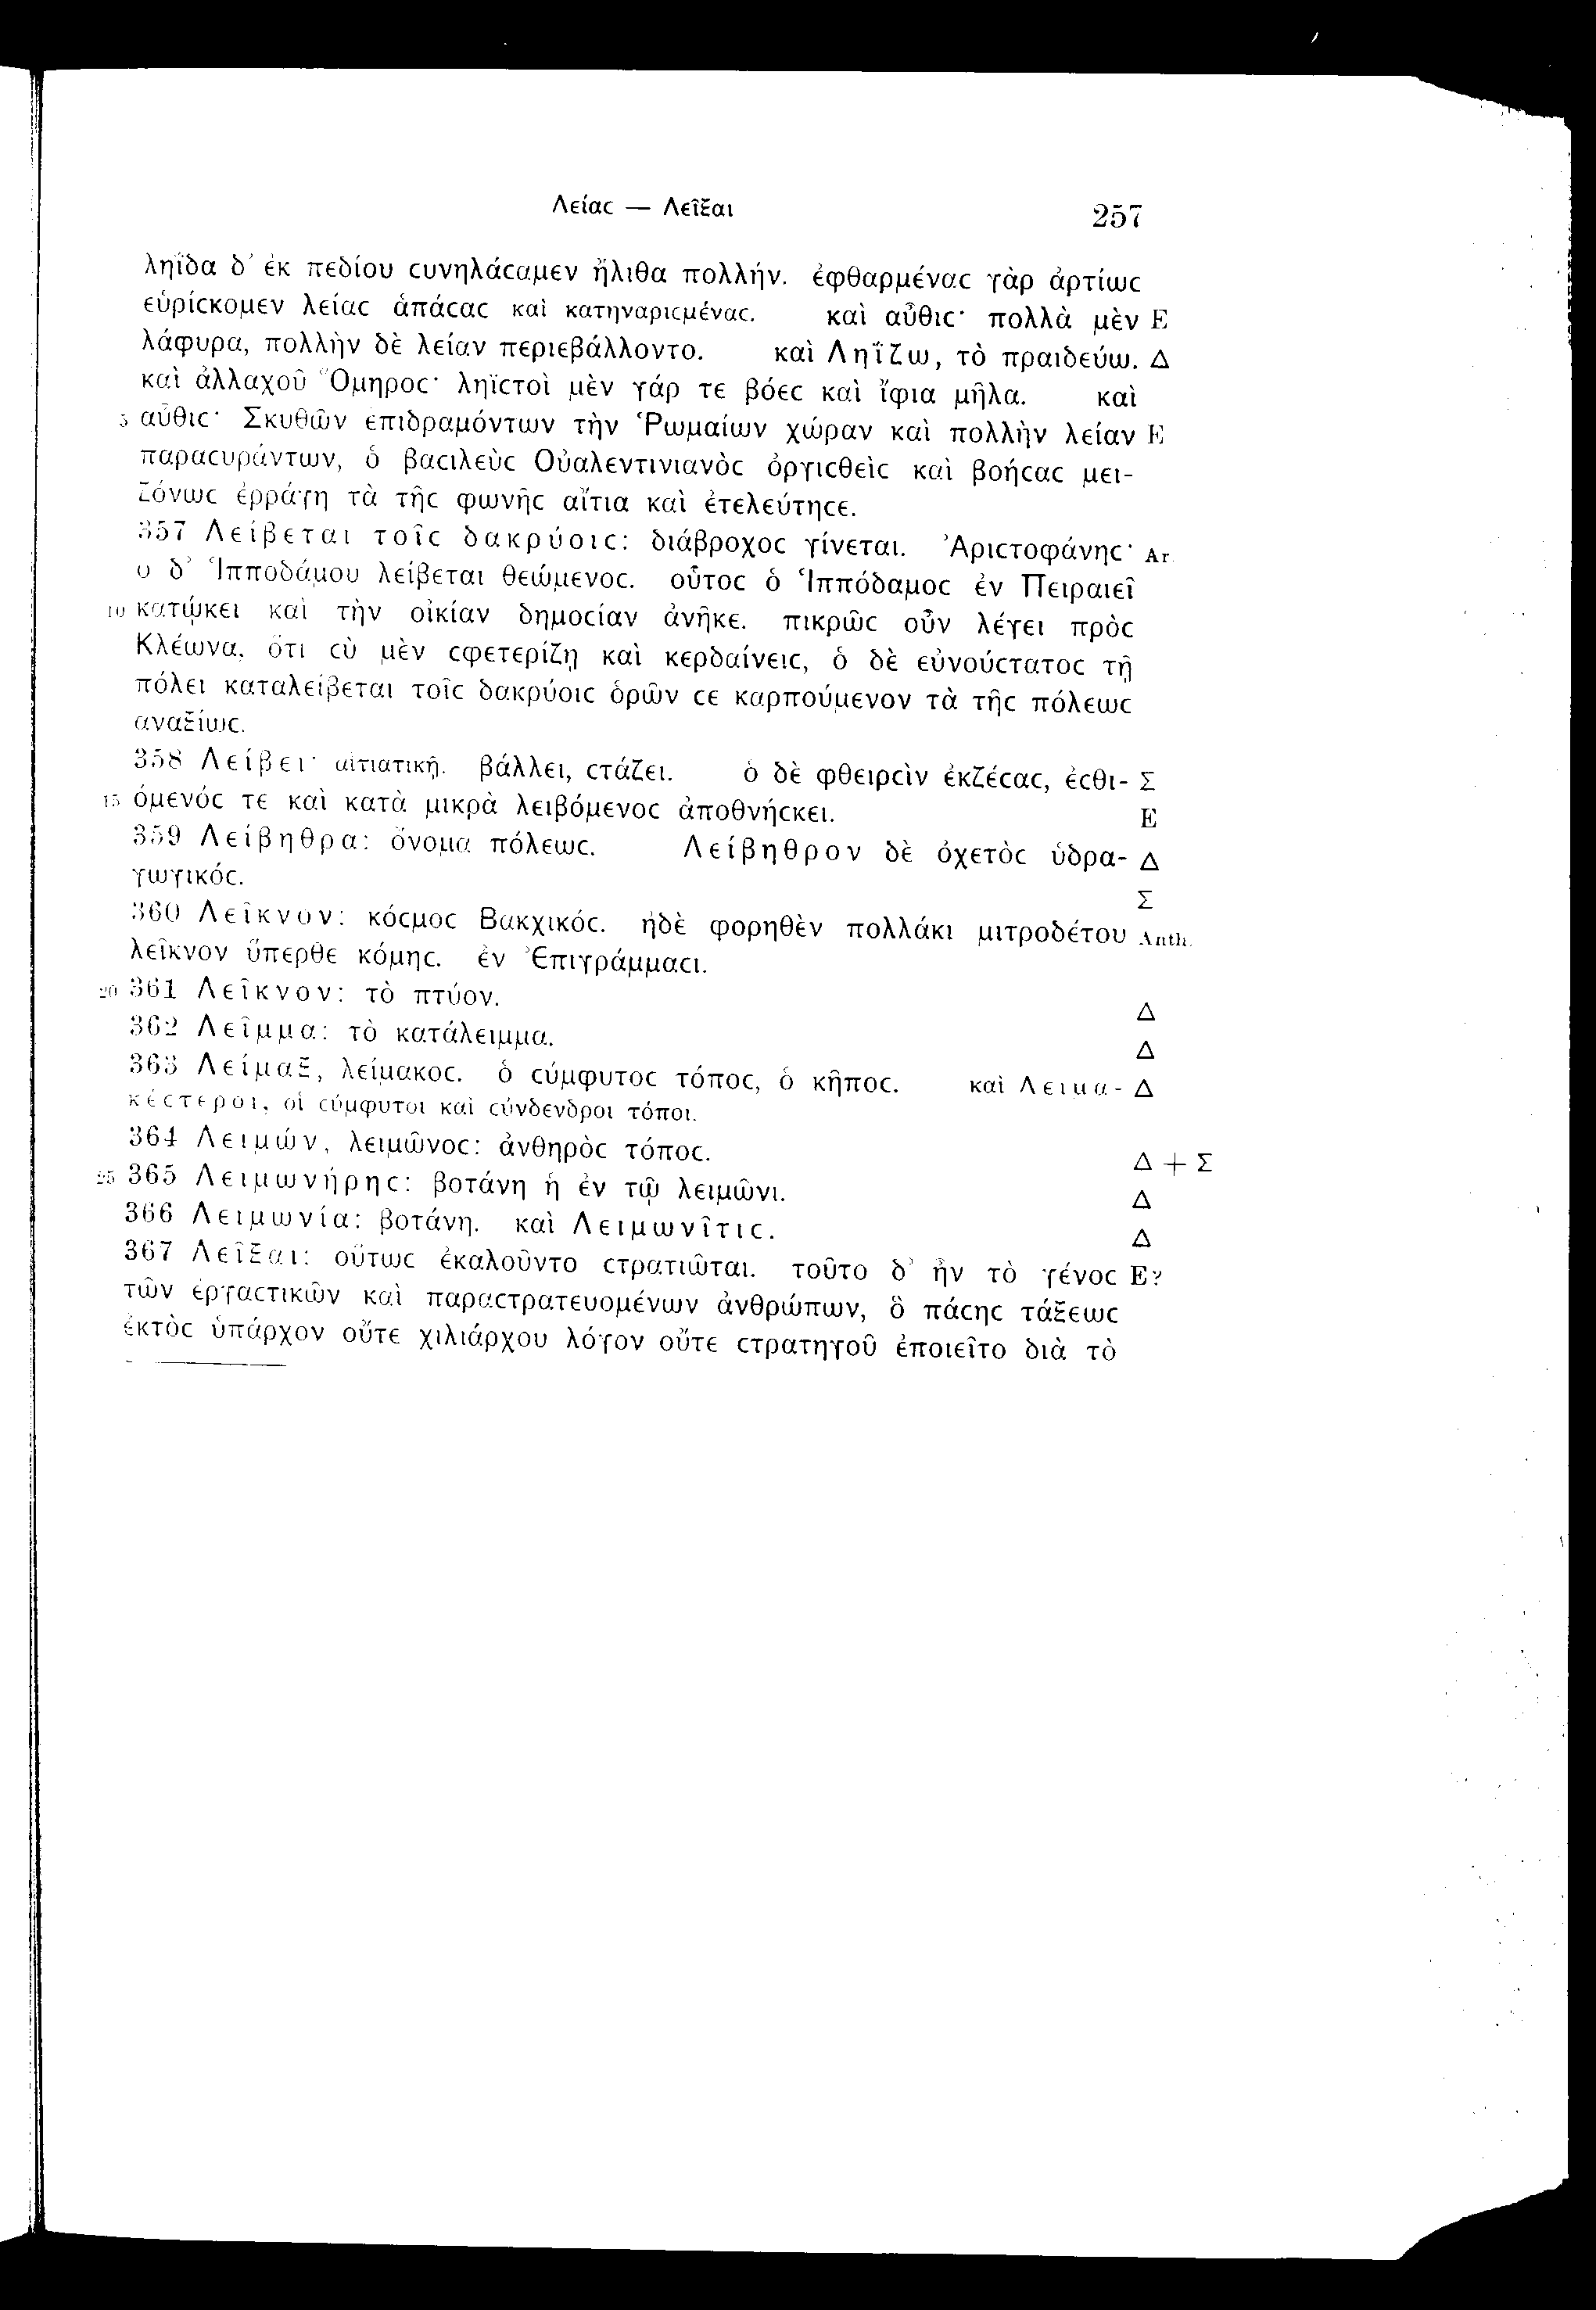 Λείαϲ — Λεῖξαι 257
ληΐδα δ' ἐκ πεδίου ϲυνηλάϲαμεν ἤλιθα πολλήν. ἐφθαρμέναϲ γὰρ ἀρτίωϲ
εὑρίϲκομεν λείαϲ ἁπάϲαϲ καὶ κατηναριϲμέναϲ. καὶ αὖθιϲ· πολλὰ μὲν Ε
λάφυρα, πολλὴν δὲ λείαν περιεβάλλοντο. καὶ Ληΐζω, τὸ πραιδεύω. Δ
καὶ ἀλλαχοῦ Ὅμηροϲ· ληϊϲτοὶ μὲν γάρ τε βόεϲ καὶ ἴφια μῆλα. καὶ
5 αὖθιϲ· Σκυθῶν ἐπιδραμόντων τὴν Ῥωμαίων χώραν καὶ πολλὴν λείαν Ε
παραϲυράντων, ὁ βαϲιλεὺϲ Οὐαλεντινιανὸϲ ὀργιϲθεὶϲ καὶ βοήϲαϲ μει-
ζόνωϲ ἐρράγη τὰ τῆϲ φωνῆϲ αἴτια καὶ ἐτελεύτηϲε.
357 Λείβεται τοῖϲ δακρύοιϲ: διάβροχοϲ γίνεται. Ἀριϲτοφάνηϲ· Ar.
ὁ δ' Ἱπποδάμου λείβεται θεώμενοϲ. οὗτοϲ ὁ Ἱππόδαμοϲ ἐν Πειραιεῖ
10 κατῴκει καὶ τὴν οἰκίαν δημοϲίαν ἀνῆκε. πικρῶϲ οὖν λέγει πρὸϲ
Κλέωνα, ὅτι ϲὺ μὲν ϲφετερίζῃ καὶ κερδαίνειϲ, ὁ δὲ εὐνούϲτατοϲ τῇ
πόλει καταλείβεται τοῖϲ δακρύοιϲ ὁρῶν ϲε καρπούμενον τὰ τῆϲ πόλεωϲ
ἀναξίωϲ.
358 Λείβει· αἰτιατικῇ. βάλλει, ϲτάζει. ὁ δὲ φθειρϲὶν ἐκζέϲαϲ, ἐϲθι- Σ
15 όμενόϲ τε καὶ κατὰ μικρὰ λειβόμενοϲ ἀποθνήϲκει. Ε
359 Λείβηθρα: ὄνομα πόλεωϲ. Λείβηθρον δὲ ὀχετὸϲ ὑδρα- Δ
γωγικόϲ. Σ
360 Λεῖκνον: κόϲμοϲ Βακχικόϲ. ἠδὲ φορηθὲν πολλάκι μιτροδέτου Anth.
λεῖκνον ὕπερθε κόμηϲ. ἐν Ἐπιγράμμαϲι.
20 361 Λεῖκνον: τὸ πτύον. Δ
362 Λεῖμμα: τὸ κατάλειμμα. Δ
363 Λείμαξ, λείμακοϲ. ὁ ϲύμφυτοϲ τόποϲ, ὁ κῆποϲ. καὶ Λειμα- Δ
κέϲτεροι, οἱ ϲύμφυτοι καὶ ϲύνδενδροι τόποι.
364 Λειμών, λειμῶνοϲ: ἀνθηρὸϲ τόποϲ. Δ + Σ
25 365 Λειμωνήρηϲ: βοτάνη ἡ ἐν τῷ λειμῶνι. Δ
366 Λειμωνία: βοτάνη. καὶ Λειμωνῖτιϲ. Δ
367 Λεῖξαι: οὕτωϲ ἐκαλοῦντο ϲτρατιῶται. τοῦτο δ' ἦν τὸ γένοϲ Ε?
τῶν ἐργαϲτικῶν καὶ παραϲτρατευομένων ἀνθρώπων, ὃ πάϲηϲ τάξεωϲ
ἐκτὸϲ ὑπάρχον οὔτε χιλιάρχου λόγον οὔτε ϲτρατηγοῦ ἐποιεῖτο διὰ τὸ